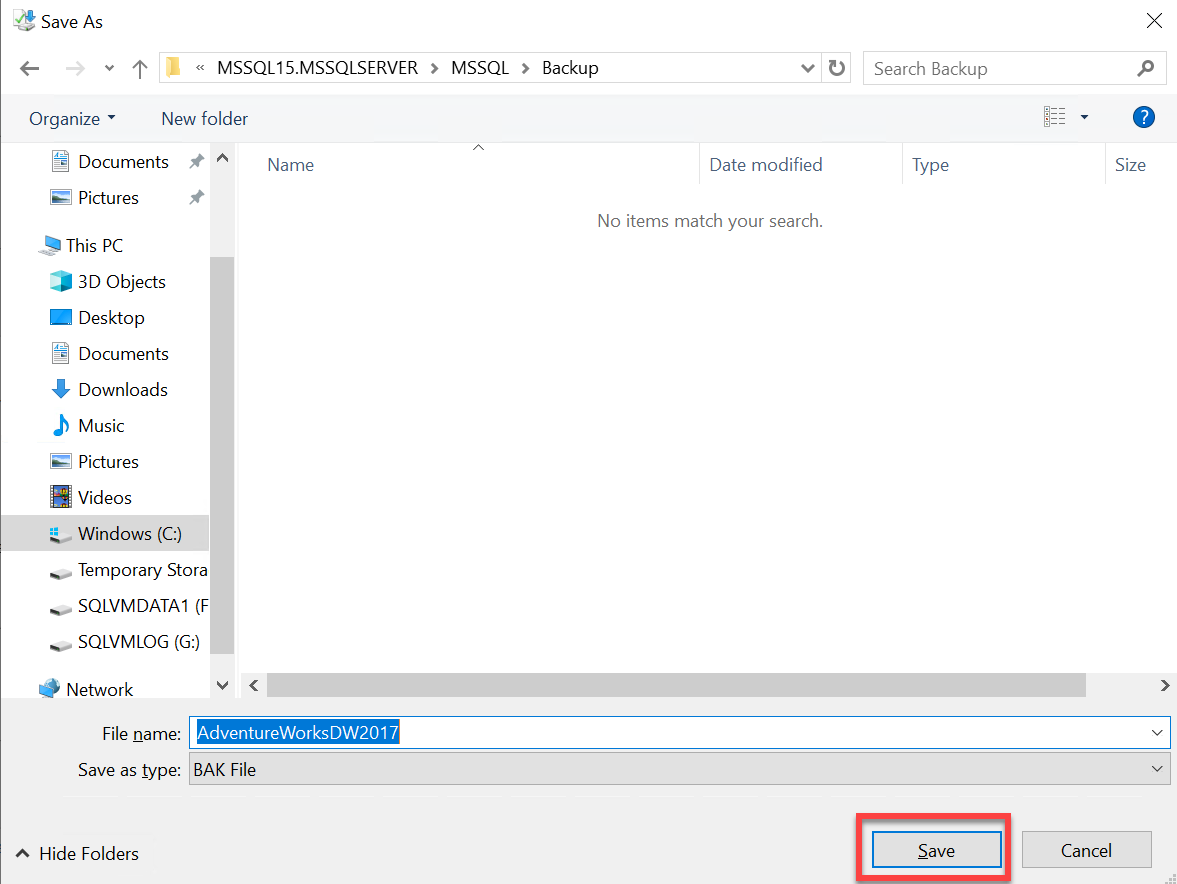 Save As
« MSSQL15.MSSQLSERVER > MSSQL > Backup
Search Backup
Organize
New folder
?
Name
Date modified
Type
Size
No items match your search.
Documents
Pictures
This PC
3D Objects
Desktop
Documents
Downloads
Music
Pictures
Videos
Windows (C:)
Temporary Stora
SQLVMDATA1 (F
SQLVMLOG (G:)
Network
File name: AdventureWorksDW2017
Save as type: BAK File
Hide Folders
Save
Cancel